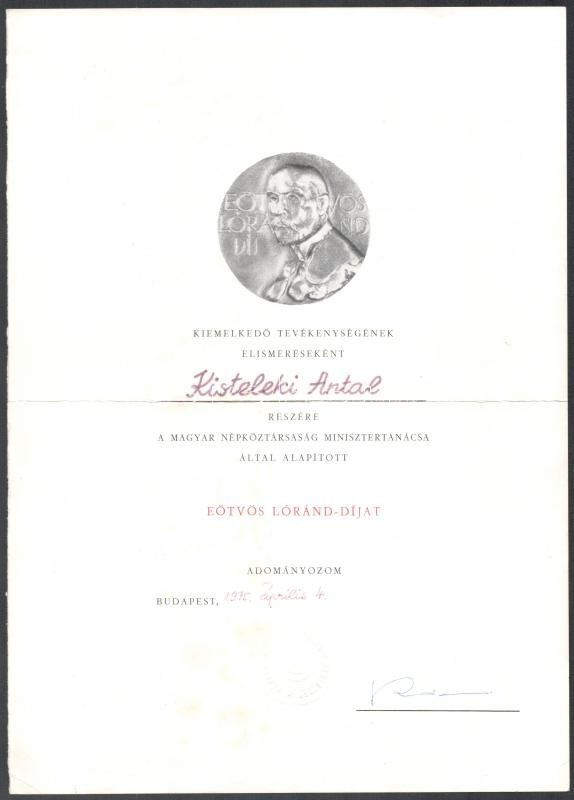 EÖTVÖS
LÓRÁND
DÍJ
KIEMELKEDŐ TEVÉKENYSÉGÉNEK
ELISMERÉSEKÉNT
Kisteleki Antal
RÉSZÉRE
A MAGYAR NÉPKÖZTÁRSASÁG MINISZTERTANÁCSA
ÁLTAL ALAPÍTOTT
EÖTVÖS LÓRÁND-DÍJAT
ADOMÁNYOZOM
BUDAPEST, 1975. április 4.